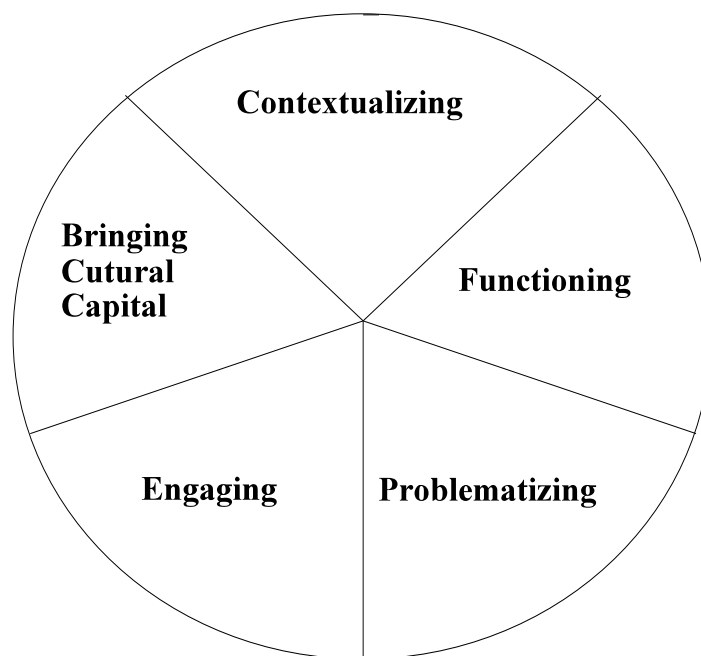 Contextualizing
Bringing
Cutural
Capital
Functioning
Engaging
Problematizing